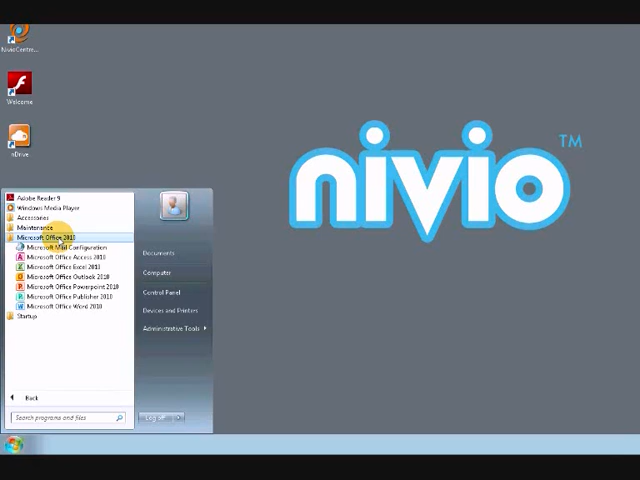 NivioCentre...
Welcome
nDrive
nivio
TM
Adobe Reader 9
Windows Media Player
Accessories
Maintenance
Microsoft Office 2010
Microsoft Mail Configuration
Microsoft Office Access 2010
Microsoft Office Excel 2010
Microsoft Office Outlook 2010
Microsoft Office Powerpoint 2010
Microsoft Office Publisher 2010
Microsoft Office Word 2010
Startup
Back
Search programs and files
Documents
Computer
Control Panel
Devices and Printers
Administrative Tools
Log off